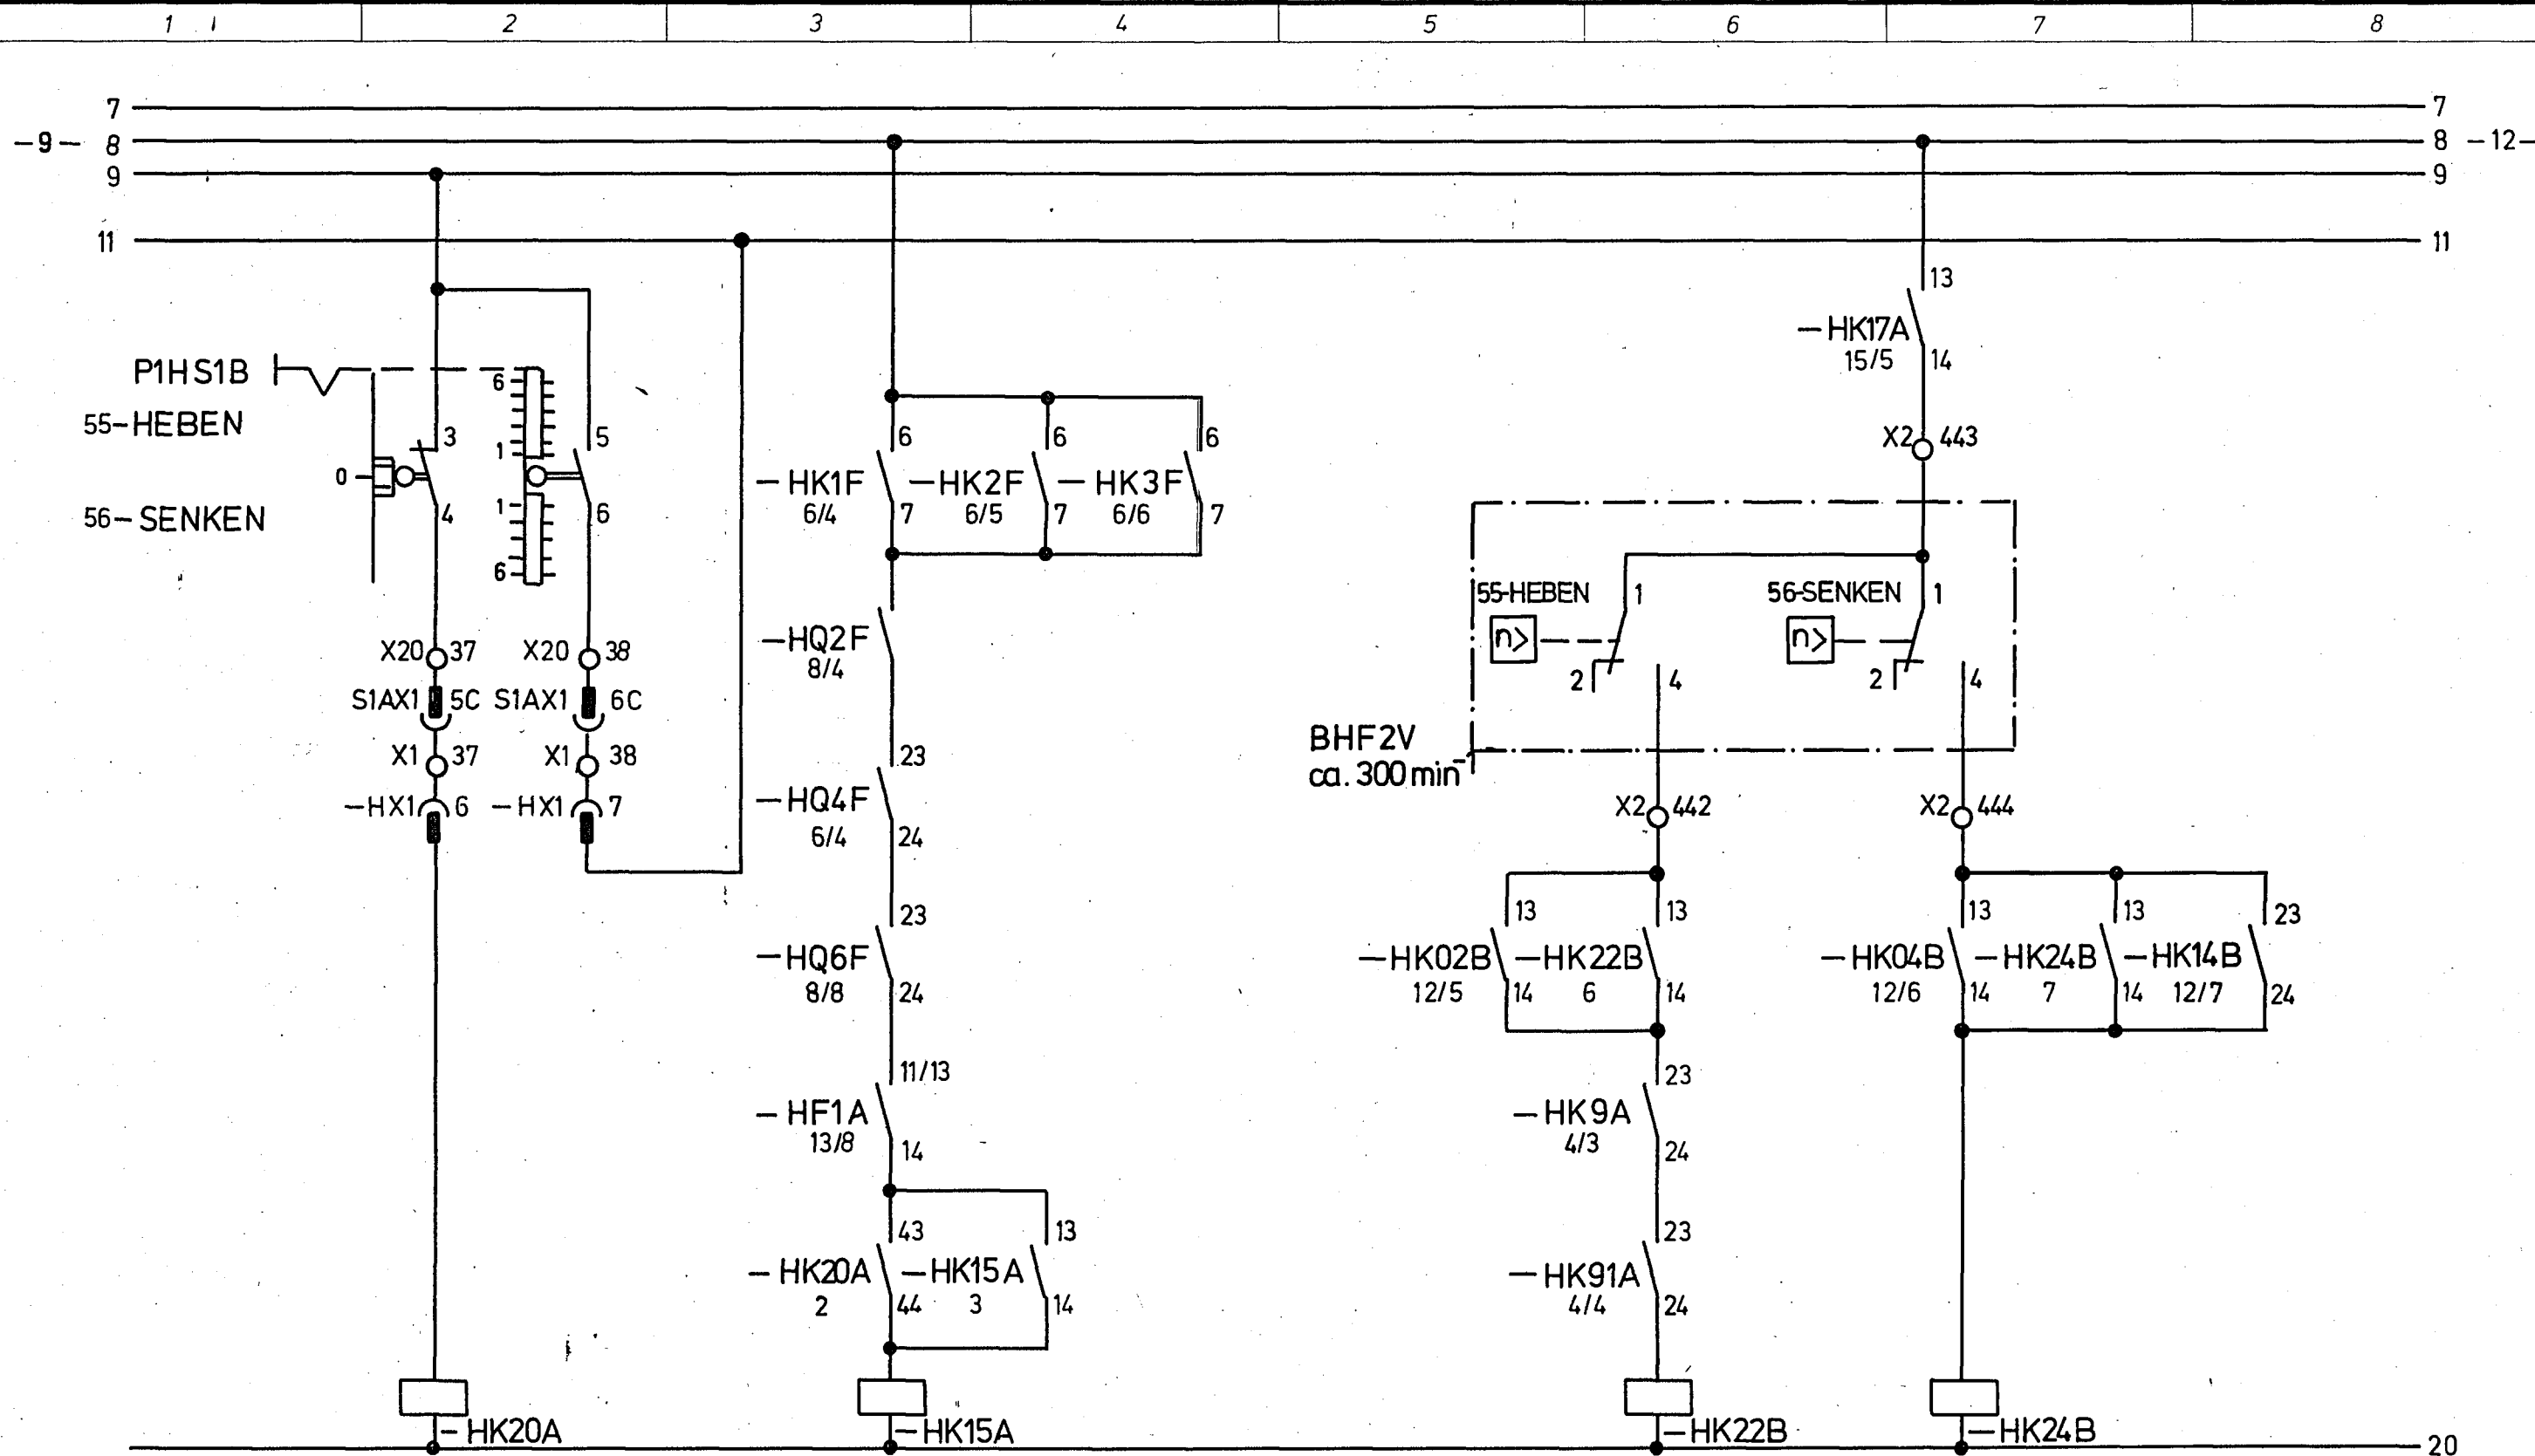 1 2 3 4 5 6 7 8
7 7
-9- 8 8 -12-
9 9
11 11
13
-HK17A
15/5 14
P1HS1B 6
55-HEBEN
3 1 5 6 6 6
X2 443
0
-HK1F -HK2F -HK3F
6/4 7 6/5 7 6/6 7
56-SENKEN 4 1 6
6
55-HEBEN 1 56-SENKEN 1
-HQ2F n> n>
8/4
X20 37 X20 38
2 4 2 4
S1AX1 5C S1AX1 6C
BHF2V
ca. 300 min⁻¹
X1 37 X1 38 23
-HX1 6 -HX1 7 -HQ4F
6/4 24
X2 442 X2 444
23 13 13 13 13 23
-HQ6F -HK02B -HK22B -HK04B -HK24B -HK14B
8/8 24 12/5 14 6 14 12/6 14 7 14 12/7 24
11/13 23
-HF1A -HK9A
13/8 14 4/3 24
43 13 23
-HK20A -HK15A -HK91A
2 44 3 14 4/4 24
-HK20A -HK15A -HK22B -HK24B
20